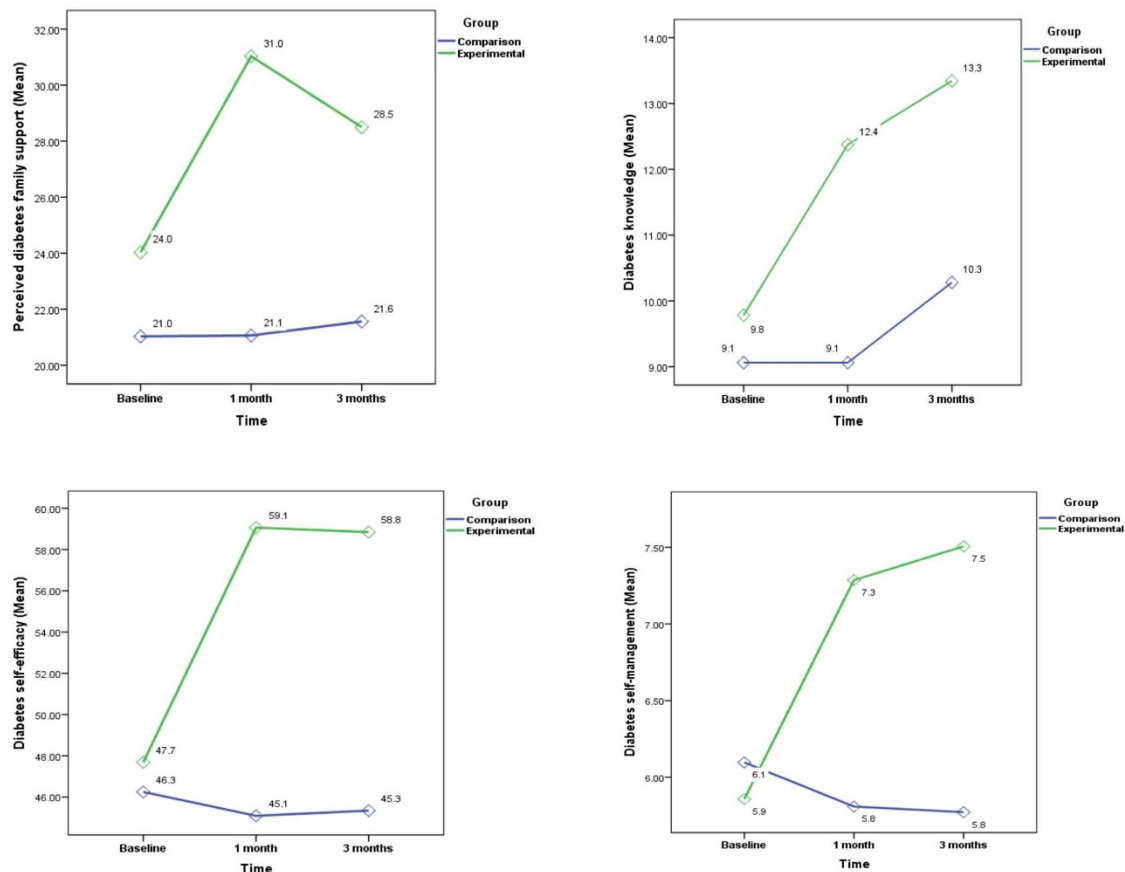 Group
Comparison
Experimental
Perceived diabetes family support (Mean)
32.00
30.00
28.00
26.00
24.00
22.00
20.00
31.0
28.5
24.0
21.0
21.1
21.6
Baseline
1 month
3 months
Time
Group
Comparison
Experimental
Diabetes knowledge (Mean)
14.00
13.00
12.00
11.00
10.00
9.00
13.3
12.4
10.3
9.8
9.1
9.1
Baseline
1 month
3 months
Time
Group
Comparison
Experimental
Diabetes self-efficacy (Mean)
60.00
58.00
56.00
54.00
52.00
50.00
48.00
46.00
59.1
58.8
47.7
46.3
45.1
45.3
Baseline
1 month
3 months
Time
Group
Comparison
Experimental
Diabetes self-management (Mean)
7.50
7.00
6.50
6.00
7.5
7.3
6.1
5.9
5.8
5.8
Baseline
1 month
3 months
Time